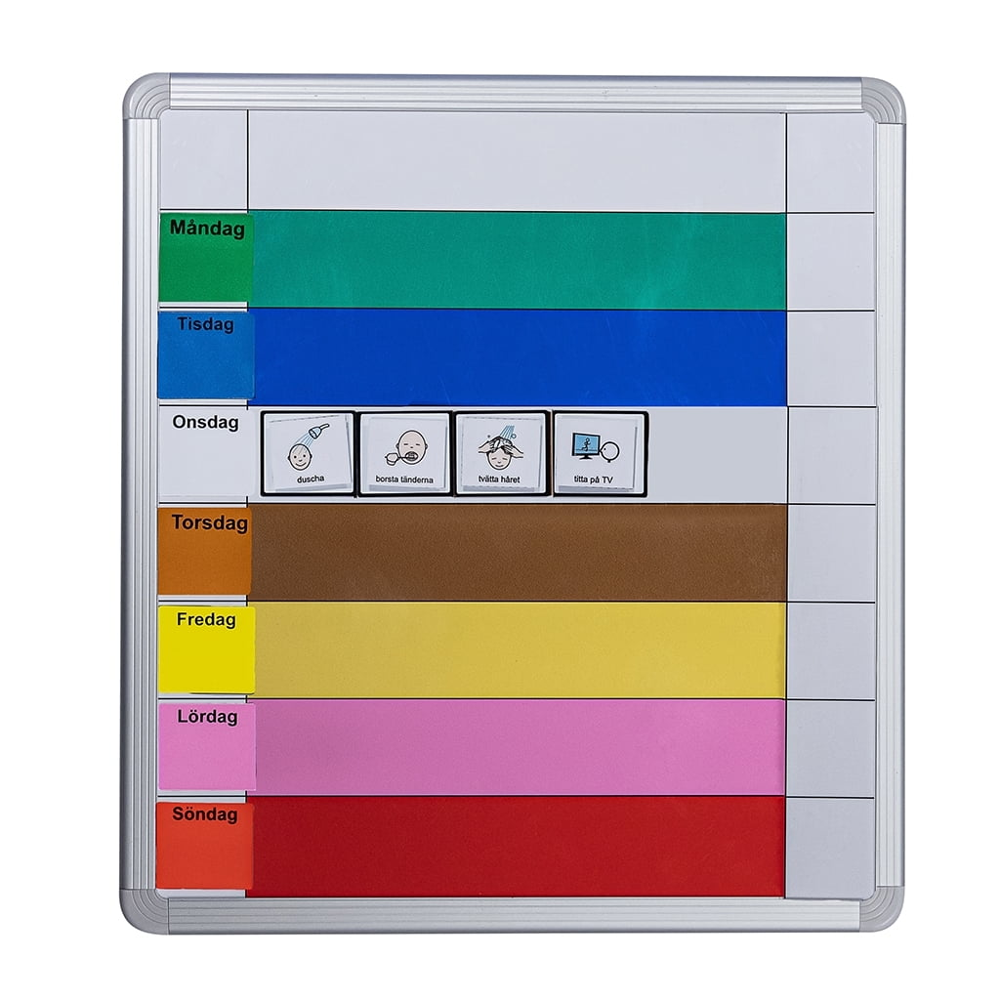 Måndag
Tisdag
Onsdag
duscha
borsta tänderna
tvätta håret
titta på TV
Torsdag
Fredag
Lördag
Söndag